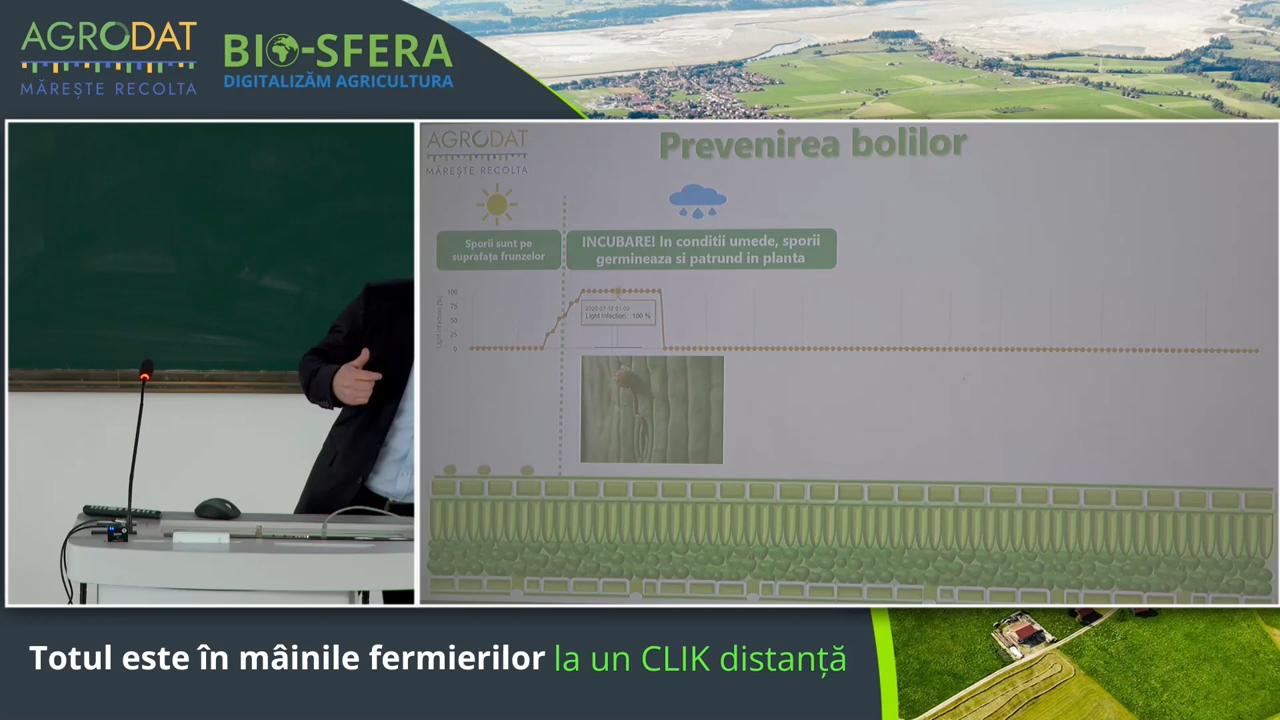 AGRODAT
MĂREȘTE RECOLTA
BIO-SFERA
DIGITALIZĂM AGRICULTURA
AGRODAT
MĂREȘTE RECOLTA
Prevenirea bolilor
Sporii sunt pe
suprafața frunzelor
INCUBARE! In conditii umede, sporii
germineaza si patrund in planta
Light Infection [%]
100
75
50
25
0
Light Infection: 100 %
Totul este în mâinile fermierilor la un CLIK distanță